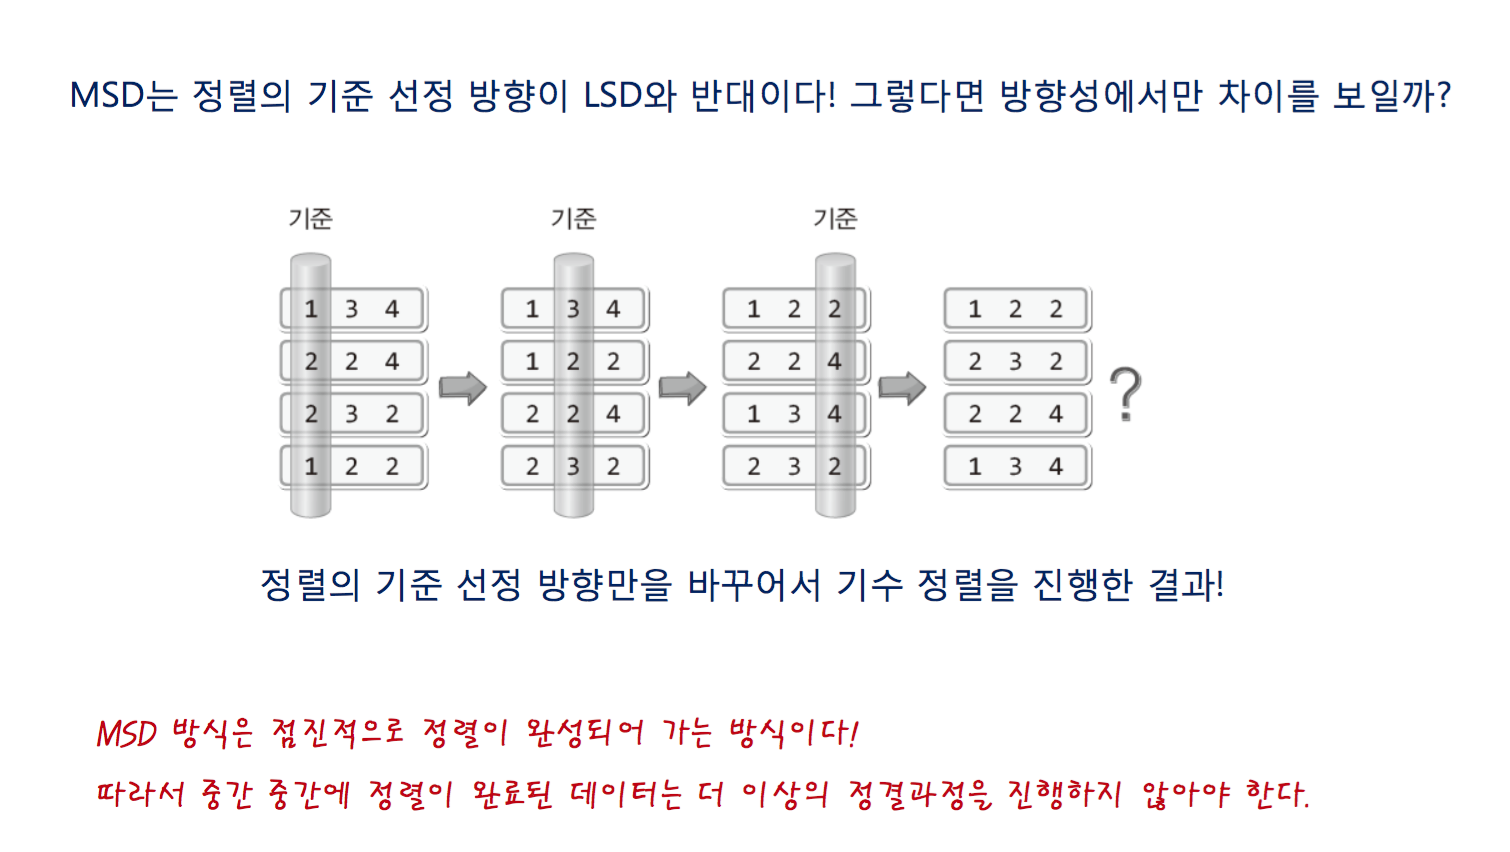 MSD는 정렬의 기준 선정 방향이 LSD와 반대이다! 그렇다면 방향성에서만 차이를 보일까?
기준 기준 기준
1 3 4 1 3 4 1 2 2 1 2 2
2 2 4 1 2 2 2 2 4 2 3 2
?
2 3 2 2 2 4 1 3 4 2 2 4
1 2 2 2 3 2 2 3 2 1 3 4
정렬의 기준 선정 방향만을 바꾸어서 기수 정렬을 진행한 결과!
MSD 방식은 점진적으로 정렬이 완성되어 가는 방식이다!
따라서 중간 중간에 정렬이 완료된 데이터는 더 이상의 정결과정을 진행하지 않아야 한다.